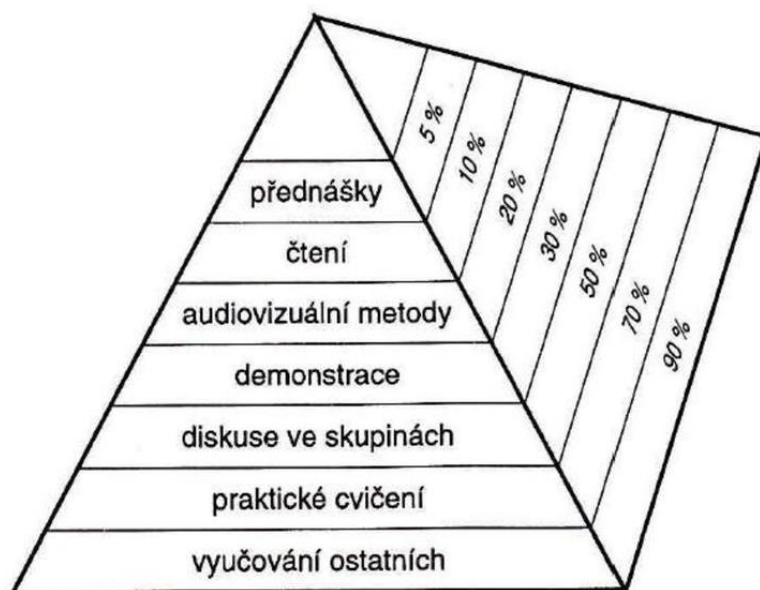 přednášky
čtení
audiovizuální metody
demonstrace
diskuse ve skupinách
praktické cvičení
vyučování ostatních
5 %
10 %
20 %
30 %
50 %
70 %
90 %